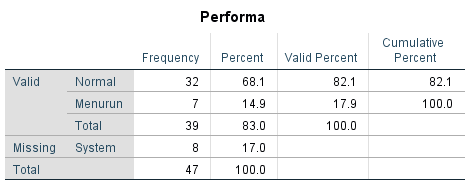 Performa
Frequency Percent Valid Percent Cumulative Percent
Valid Normal 32 68.1 82.1 82.1
Menurun 7 14.9 17.9 100.0
Total 39 83.0 100.0
Missing System 8 17.0
Total 47 100.0